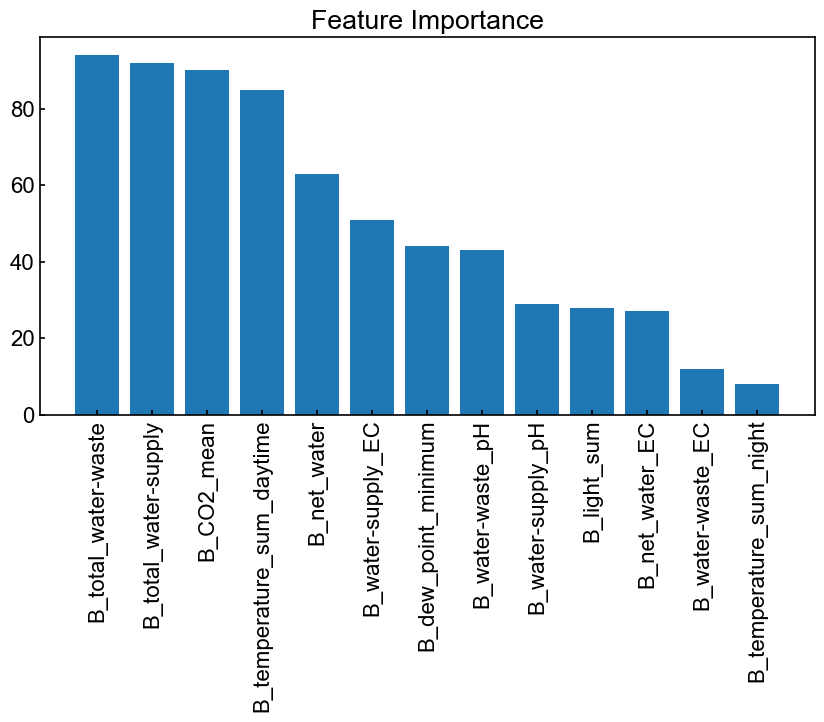 Feature Importance
80
60
40
20
0
B_total_water-waste
B_total_water-supply
B_CO2_mean
B_temperature_sum_daytime
B_net_water
B_water-supply_EC
B_dew_point_minimum
B_water-waste_pH
B_water-supply_pH
B_light_sum
B_net_water_EC
B_water-waste_EC
B_temperature_sum_night